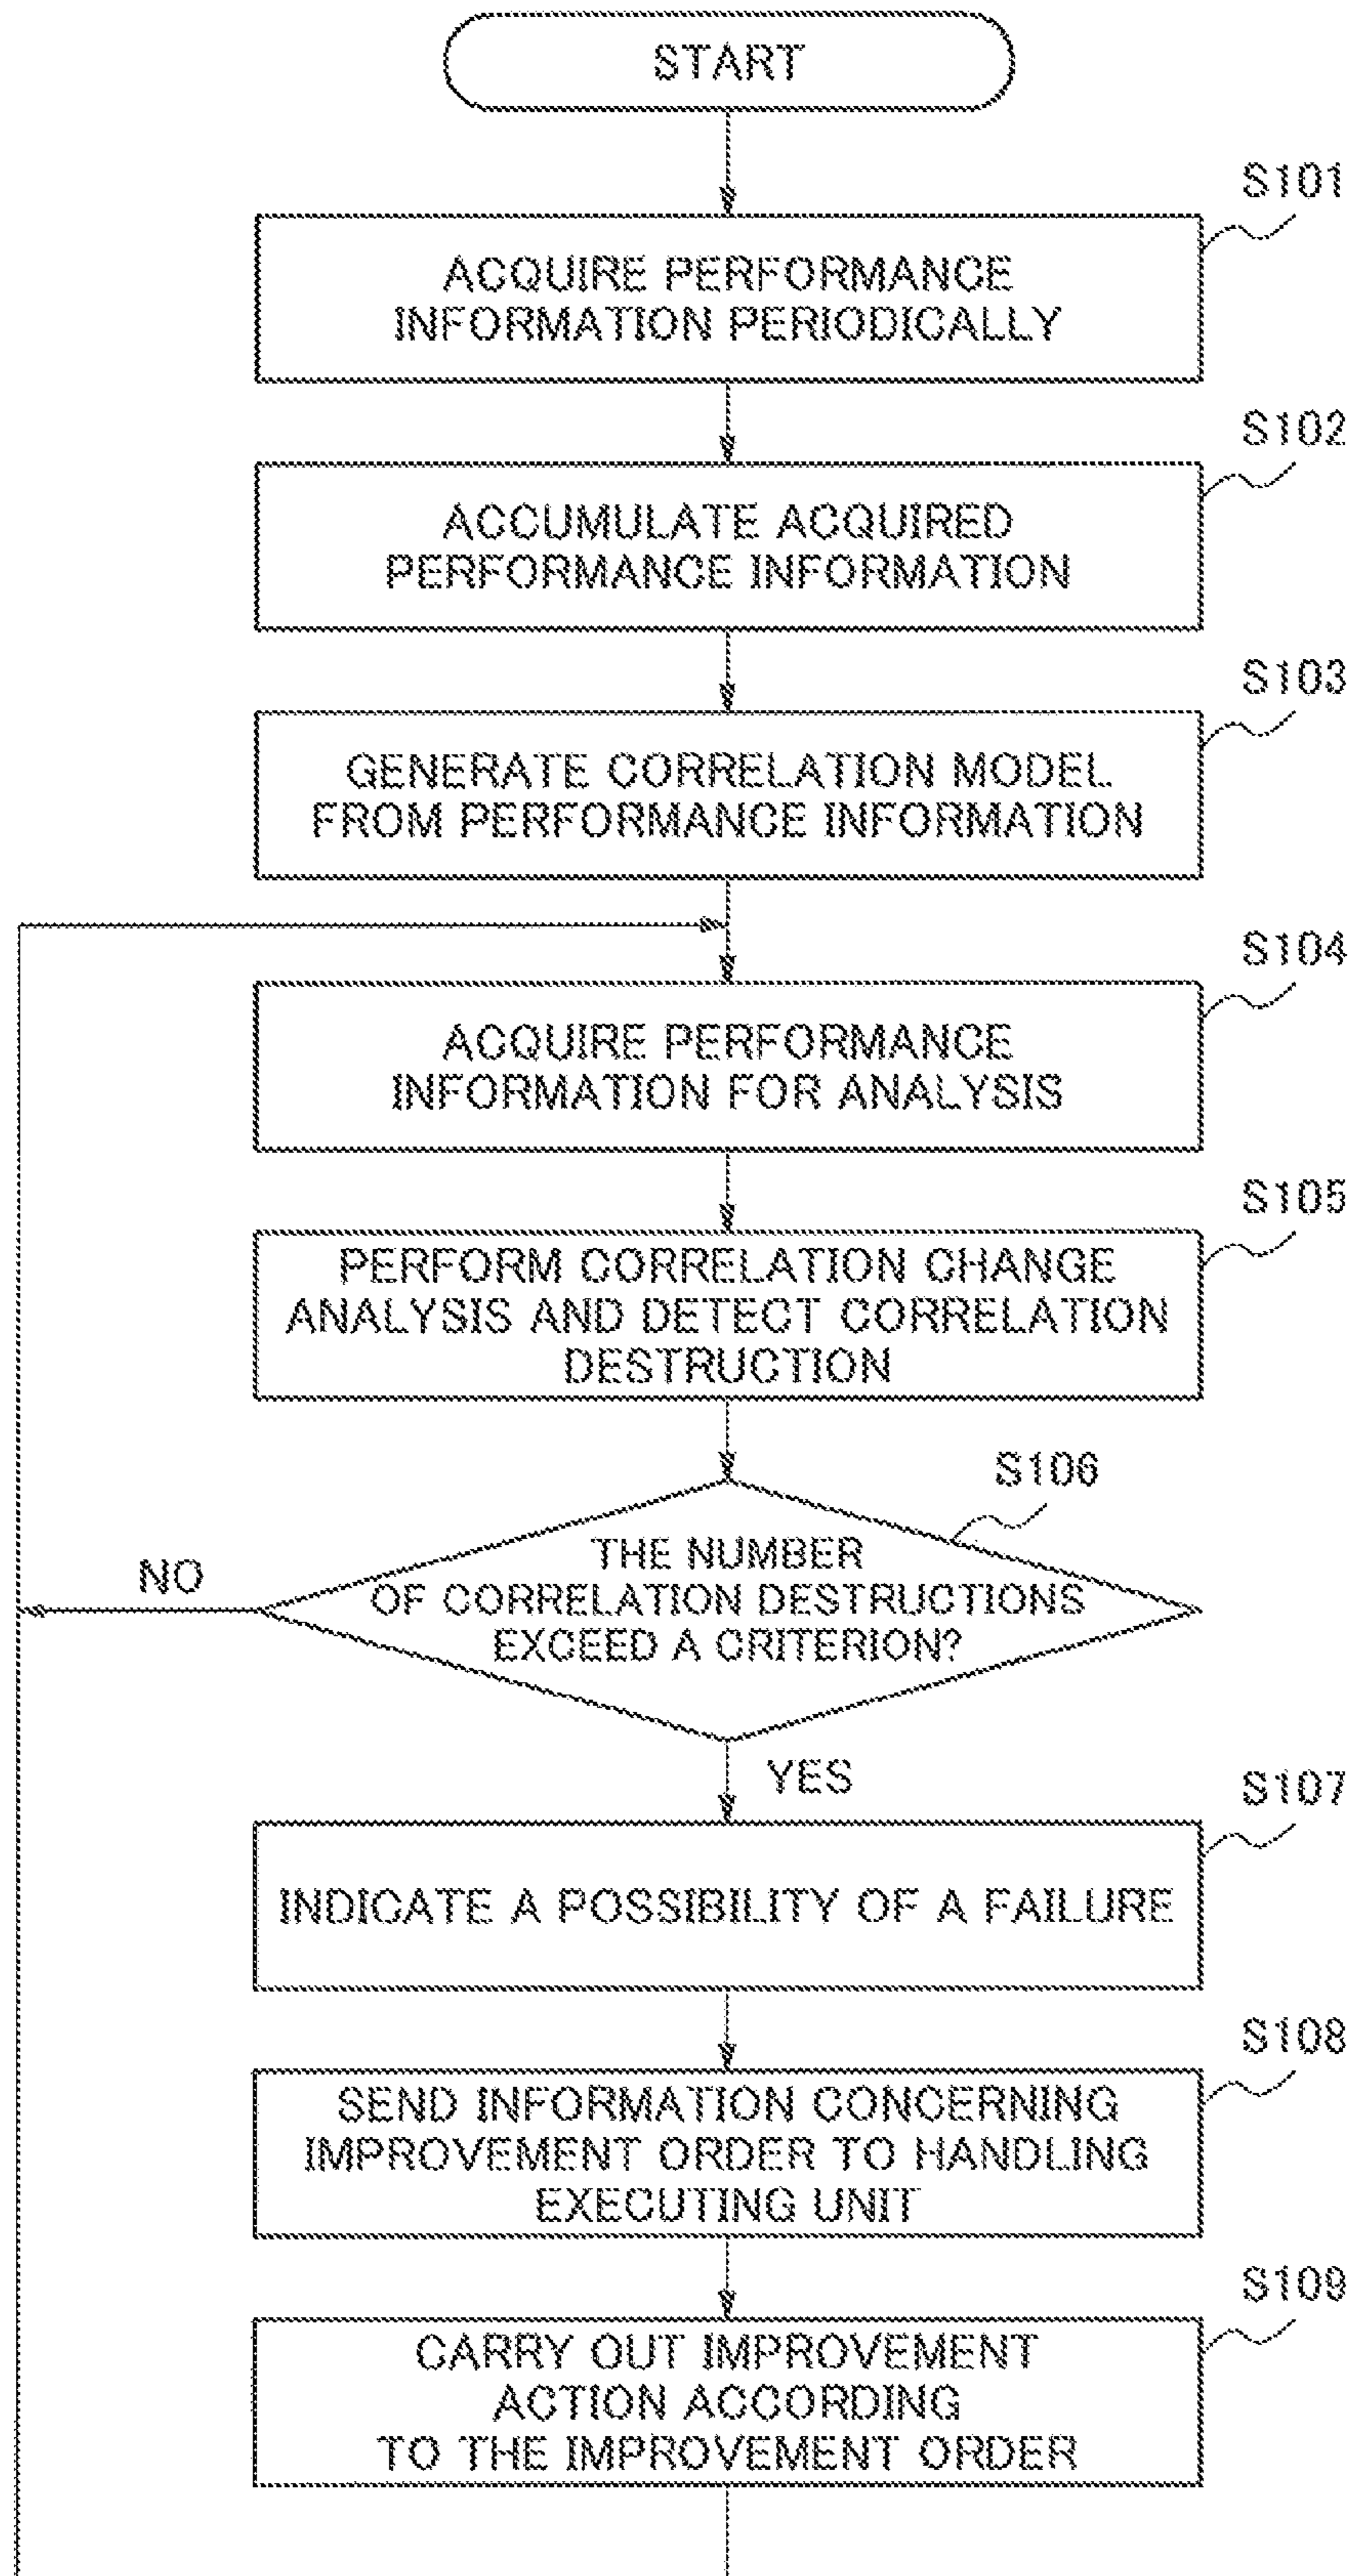 START
S101
ACQUIRE PERFORMANCE
INFORMATION PERIODICALLY
S102
ACCUMULATE ACQUIRED
PERFORMANCE INFORMATION
S103
GENERATE CORRELATION MODEL
FROM PERFORMANCE INFORMATION
S104
ACQUIRE PERFORMANCE
INFORMATION FOR ANALYSIS
S105
PERFORM CORRELATION CHANGE
ANALYSIS AND DETECT CORRELATION
DESTRUCTION
S106
THE NUMBER
OF CORRELATION DESTRUCTIONS
EXCEED A CRITERION?
NO
YES
S107
INDICATE A POSSIBILITY OF A FAILURE
S108
SEND INFORMATION CONCERNING
IMPROVEMENT ORDER TO HANDLING
EXECUTING UNIT
S109
CARRY OUT IMPROVEMENT
ACTION ACCORDING
TO THE IMPROVEMENT ORDER